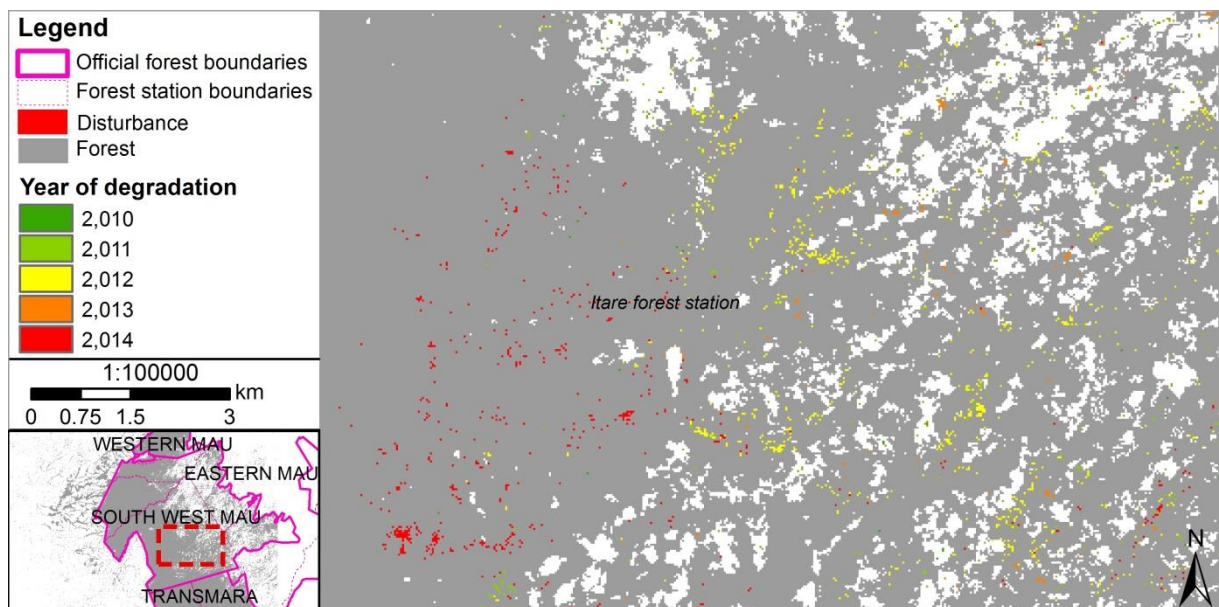 Legend
Official forest boundaries
Forest station boundaries
Disturbance
Forest
Year of degradation
2,010
2,011
2,012
2,013
2,014
1:100000
km
0 0.75 1.5 3
WESTERN MAU
EASTERN MAU
SOUTH WEST MAU
TRANSMARA
Itare forest station
N